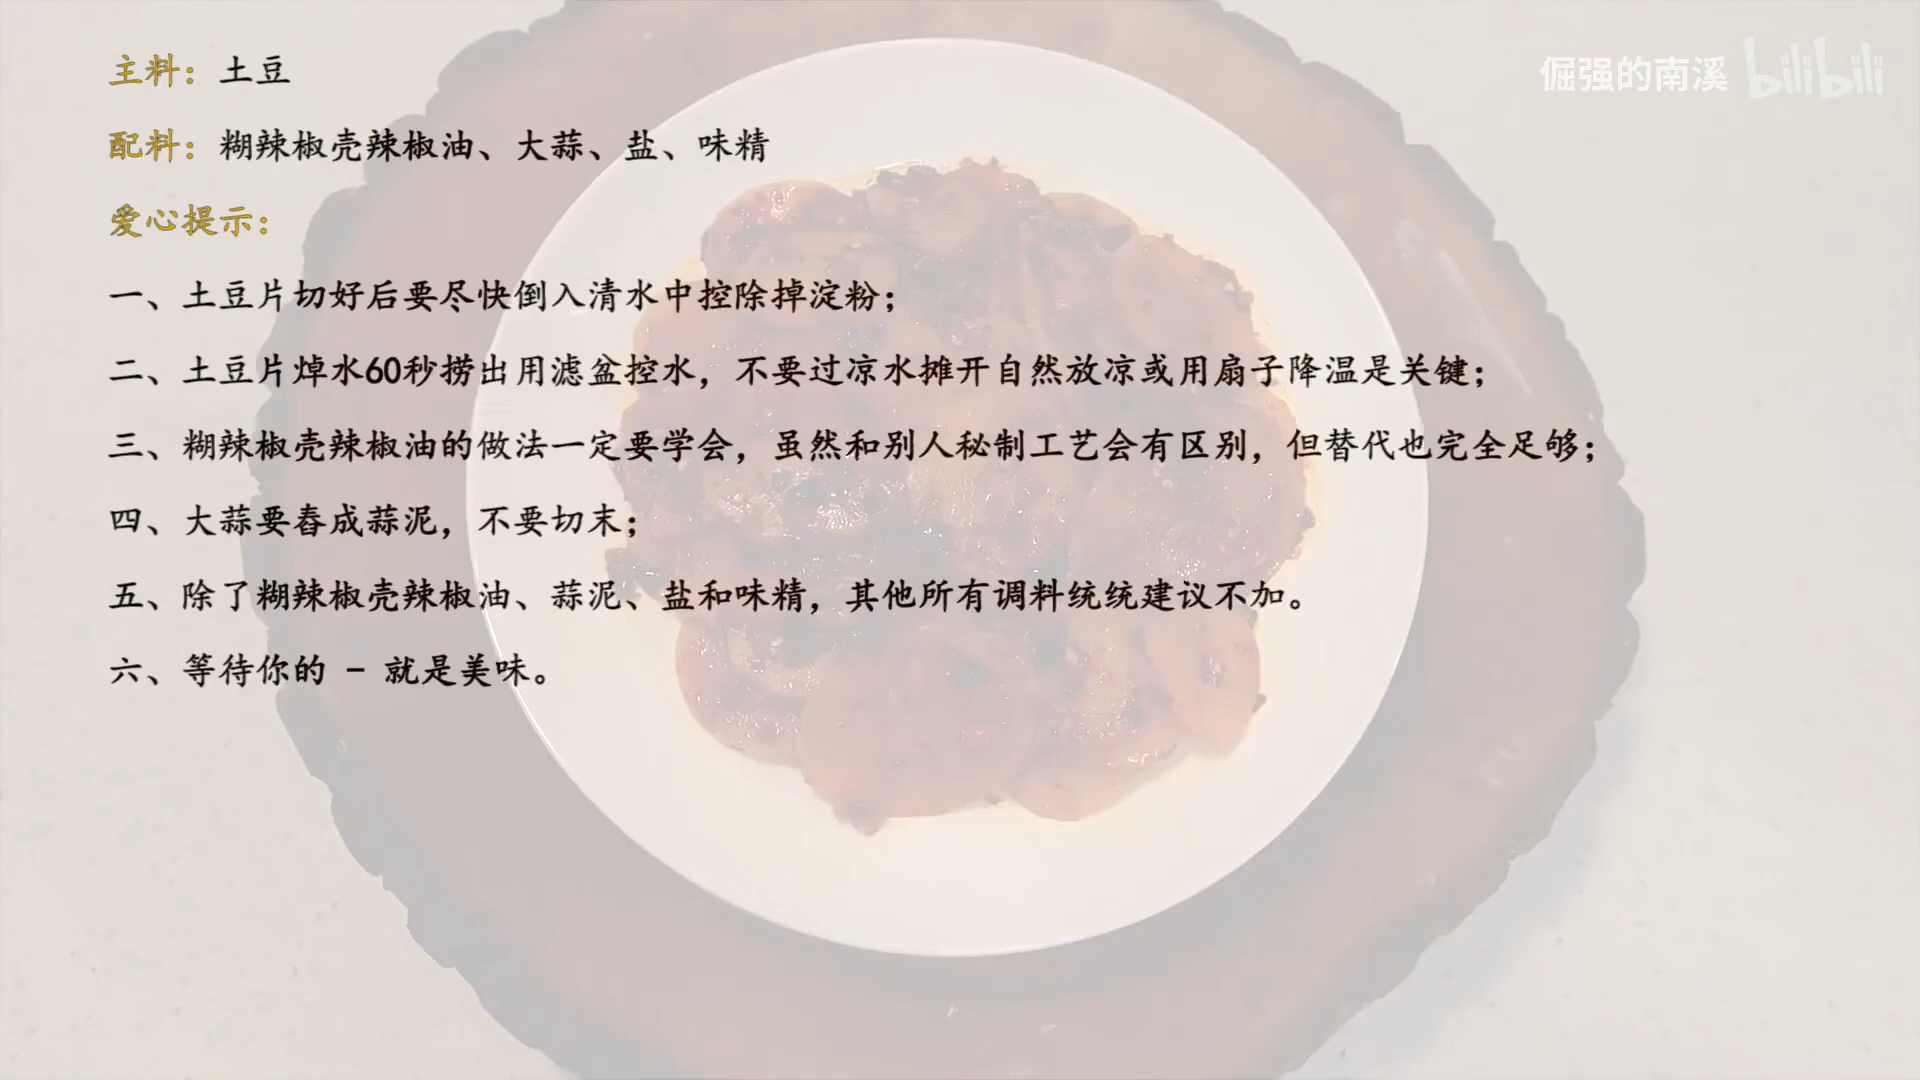 主料：土豆
倔强的南溪 bilibili
配料：糊辣椒壳辣椒油、大蒜、盐、味精
爱心提示：
一、土豆片切好后要尽快倒入清水中控除掉淀粉；
二、土豆片焯水60秒捞出用滤盆控水，不要过凉水摊开自然放凉或用扇子降温是关键；
三、糊辣椒壳辣椒油的做法一定要学会，虽然和别人秘制工艺会有区别，但替代也完全足够；
四、大蒜要舂成蒜泥，不要切末；
五、除了糊辣椒壳辣椒油、蒜泥、盐和味精，其他所有调料统统建议不加。
六、等待你的 – 就是美味。